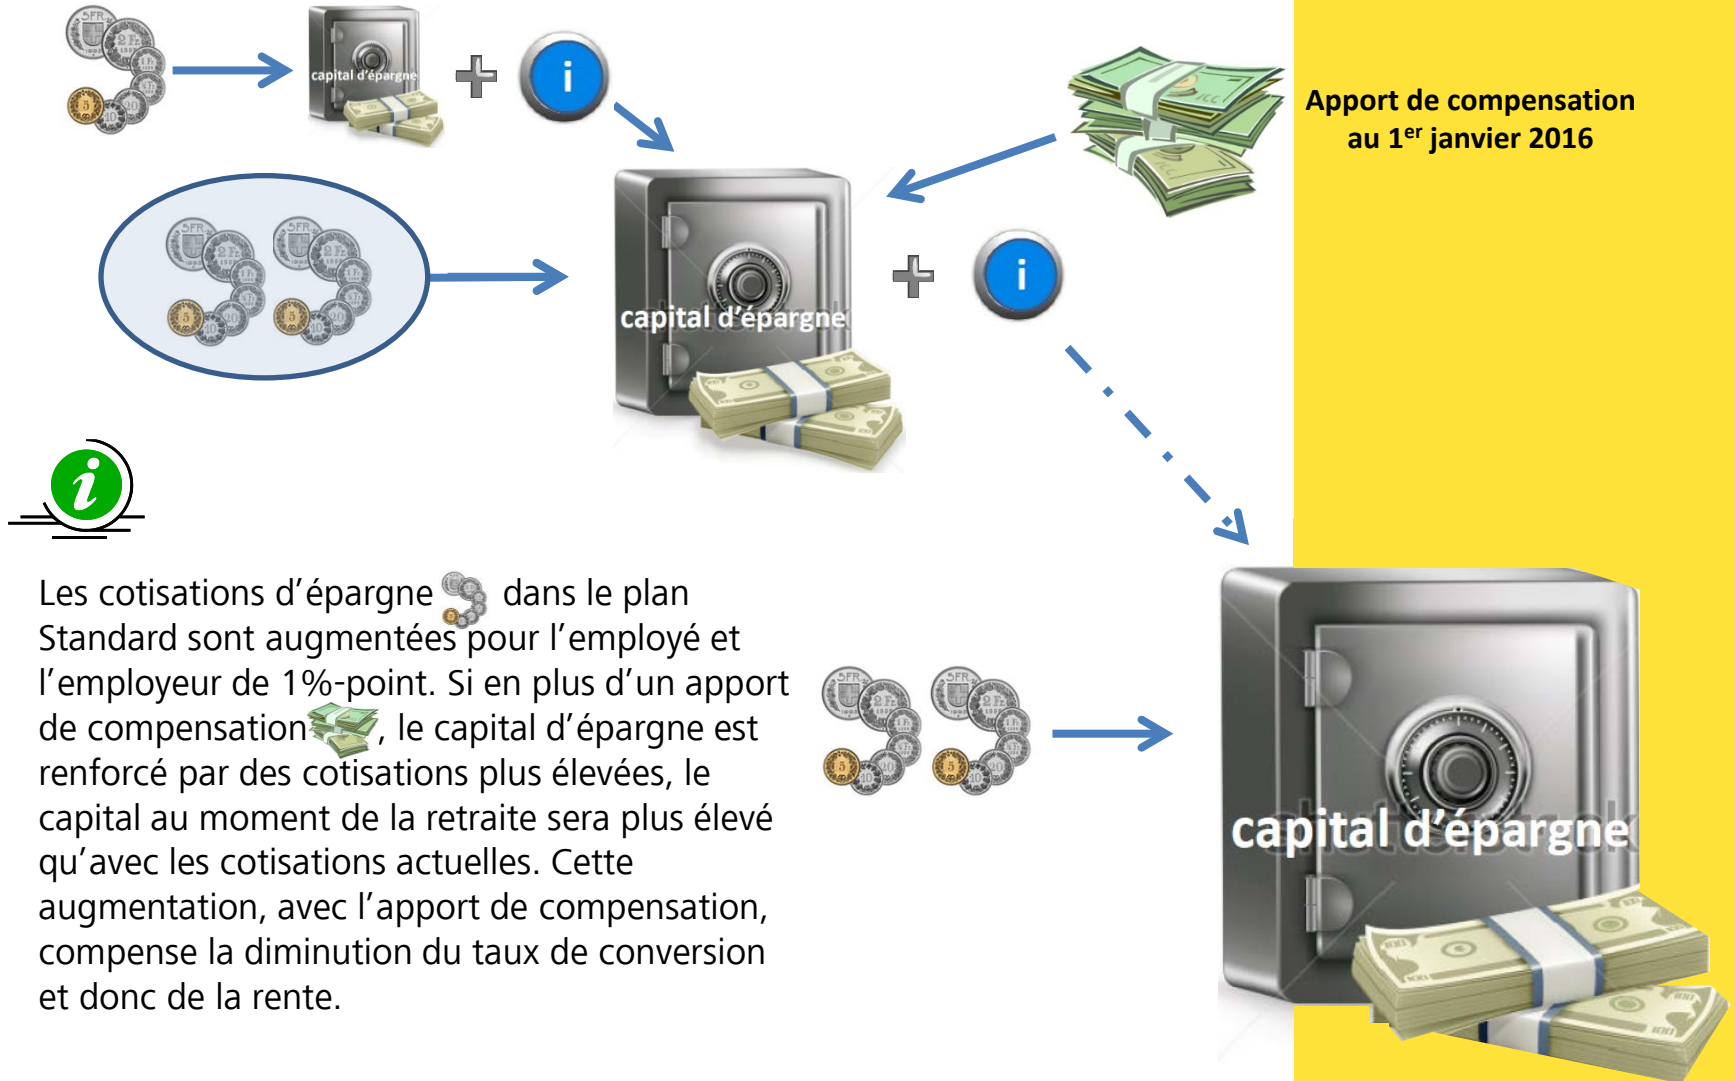 capital d'épargne
i
Apport de compensation
au 1er janvier 2016
capital d'épargne
i
i
Les cotisations d'épargne dans le plan
Standard sont augmentées pour l'employé et
l'employeur de 1%-point. Si en plus d'un apport
de compensation, le capital d'épargne est
renforcé par des cotisations plus élevées, le
capital au moment de la retraite sera plus élevé
qu'avec les cotisations actuelles. Cette
augmentation, avec l'apport de compensation,
compense la diminution du taux de conversion
et donc de la rente.
capital d'épargne